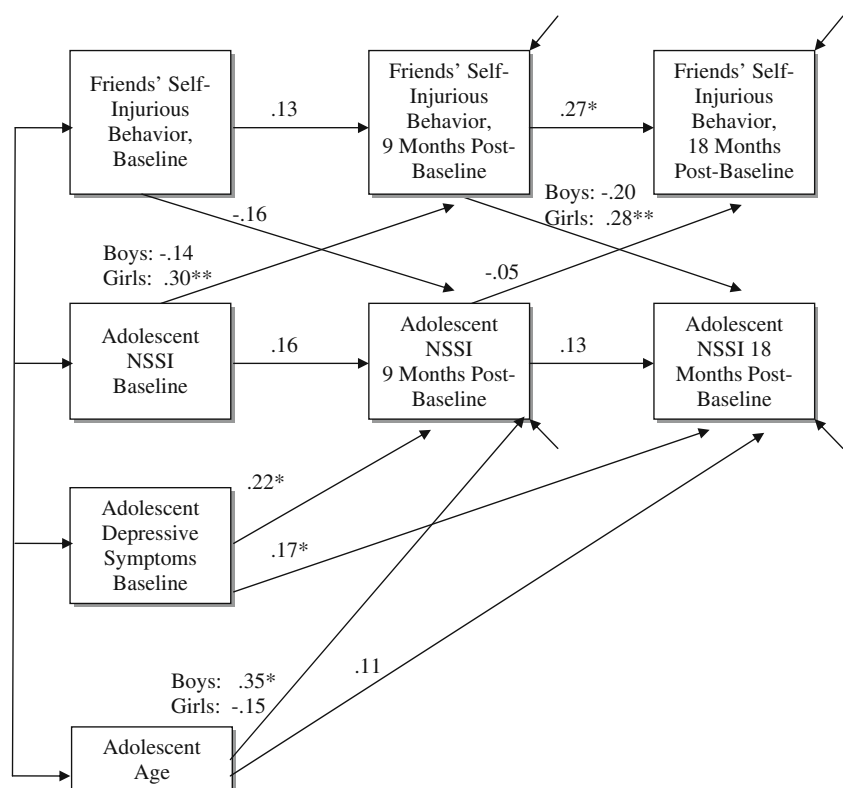 Friends' Self-
Injurious
Behavior,
Baseline
.13
Friends' Self-
Injurious
Behavior,
9 Months Post-
Baseline
.27*
Friends' Self-
Injurious
Behavior,
18 Months
Post-Baseline
-.16
Boys: -.14
Girls: .30**
Boys: -.20
Girls: .28**
-.05
Adolescent
NSSI
Baseline
.16
Adolescent
NSSI
9 Months Post-
Baseline
.13
Adolescent
NSSI 18
Months Post-
Baseline
Adolescent
Depressive
Symptoms
Baseline
.22*
.17*
Boys: .35*
Girls: -.15
.11
Adolescent
Age